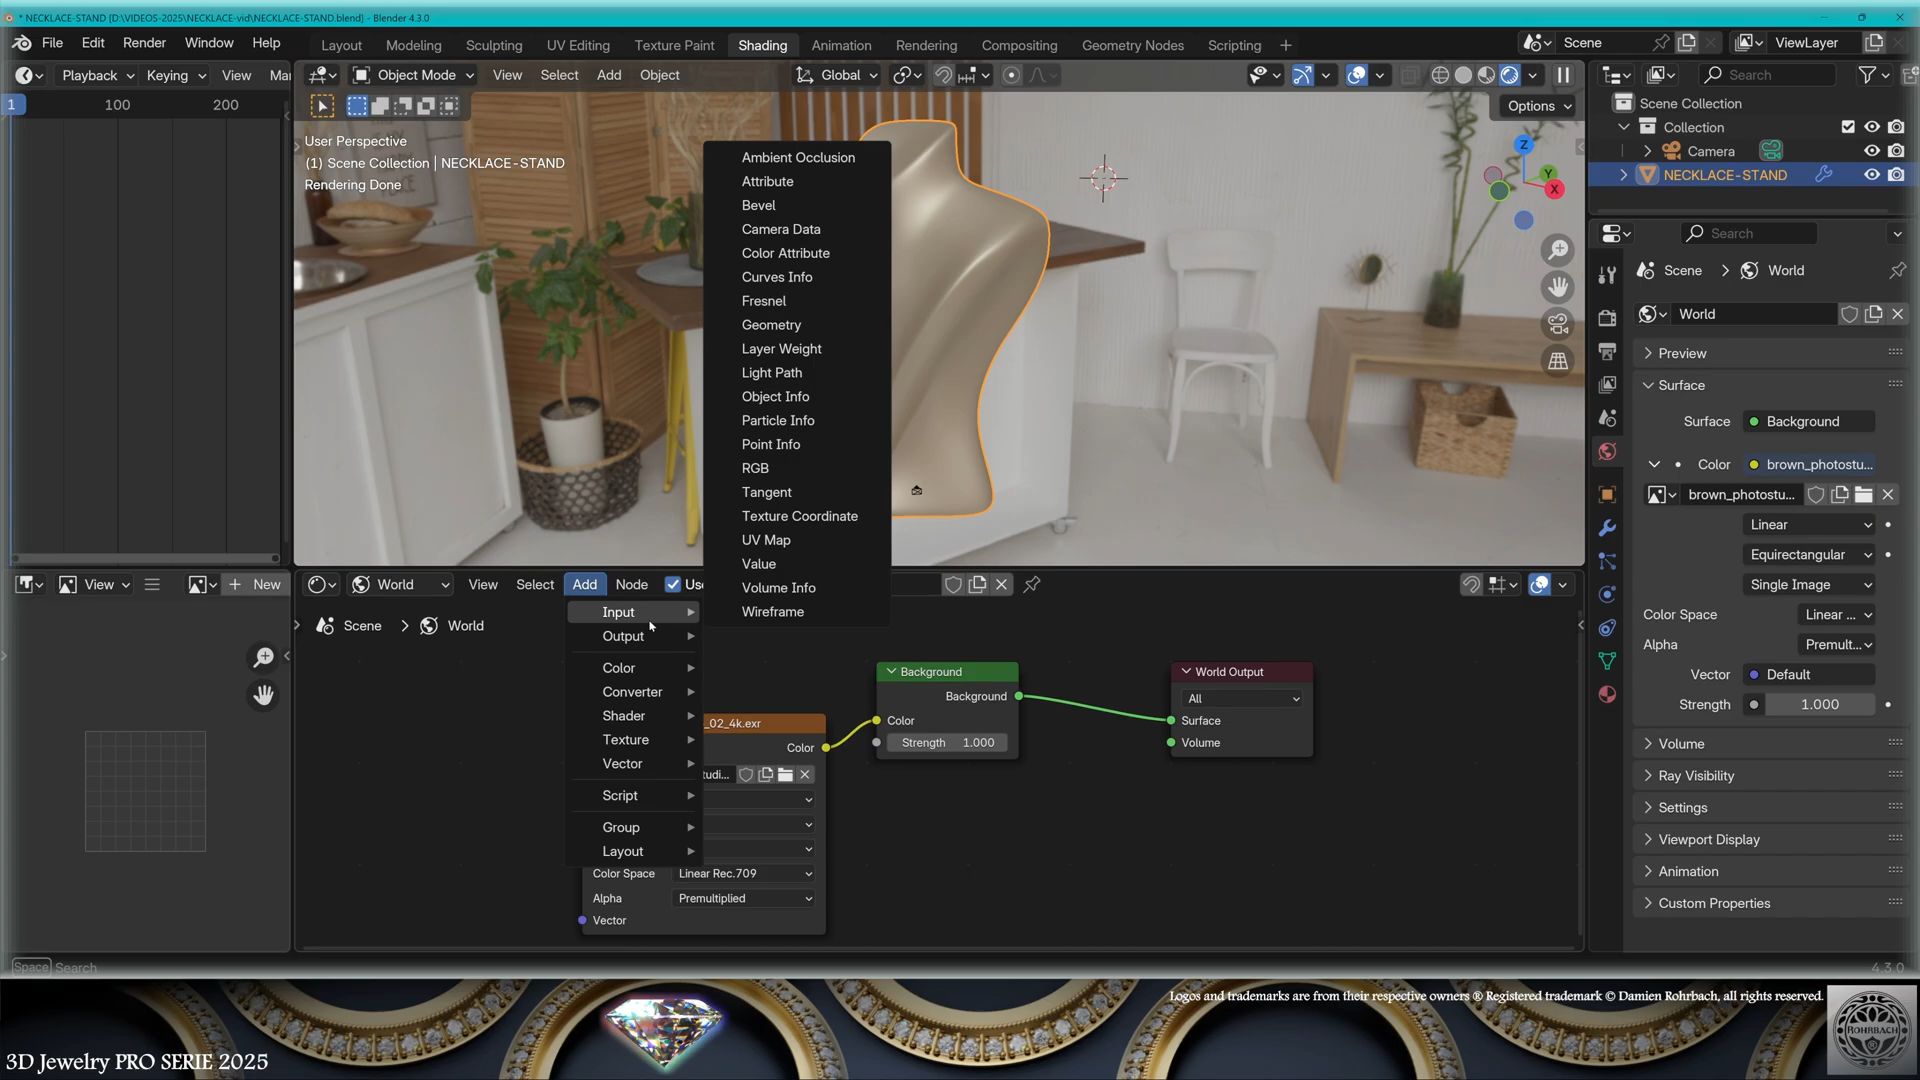 * NECKLACE-STAND [D:\VIDEOS-2025\NECKLACE-vid\NECKLACE-STAND.blend] - Blender 4.3.0
File Edit Render Window Help
Layout Modeling Sculpting UV Editing Texture Paint Shading Animation Rendering Compositing Geometry Nodes Scripting +
Scene
ViewLayer
Playback Keying View Mar
1 100 200
Object Mode View Select Add Object
Global
Options
User Perspective
(1) Scene Collection | NECKLACE-STAND
Rendering Done
Z
Y
X
Search
Scene Collection
Collection
Camera
NECKLACE-STAND
Ambient Occlusion
Attribute
Bevel
Camera Data
Color Attribute
Curves Info
Fresnel
Geometry
Layer Weight
Light Path
Object Info
Particle Info
Point Info
RGB
Tangent
Texture Coordinate
UV Map
Value
Volume Info
Wireframe
Search
Scene > World
World
Preview
Surface
Surface Background
Color brown_photostu...
brown_photostu...
Linear
Equirectangular
Single Image
Color Space Linear ...
Alpha Premult...
Vector Default
Strength 1.000
Volume
Ray Visibility
Settings
Viewport Display
Animation
Custom Properties
View
+ New
World View Select Add Node Use
Scene > World
Input
Output
Color
Converter
Shader
Texture
Vector
Script
Group
Layout
_02_4k.exr
Color
tudi...
Color Space Linear Rec.709
Alpha Premultiplied
Vector
Background
Background
Color
Strength 1.000
World Output
All
Surface
Volume
Space Search
4.3.0
Logos and trademarks are from their respective owners ® Registered trademark © Damien Rohrbach, all rights reserved.
3D Jewelry PRO SERIE 2025
ROHRBACH